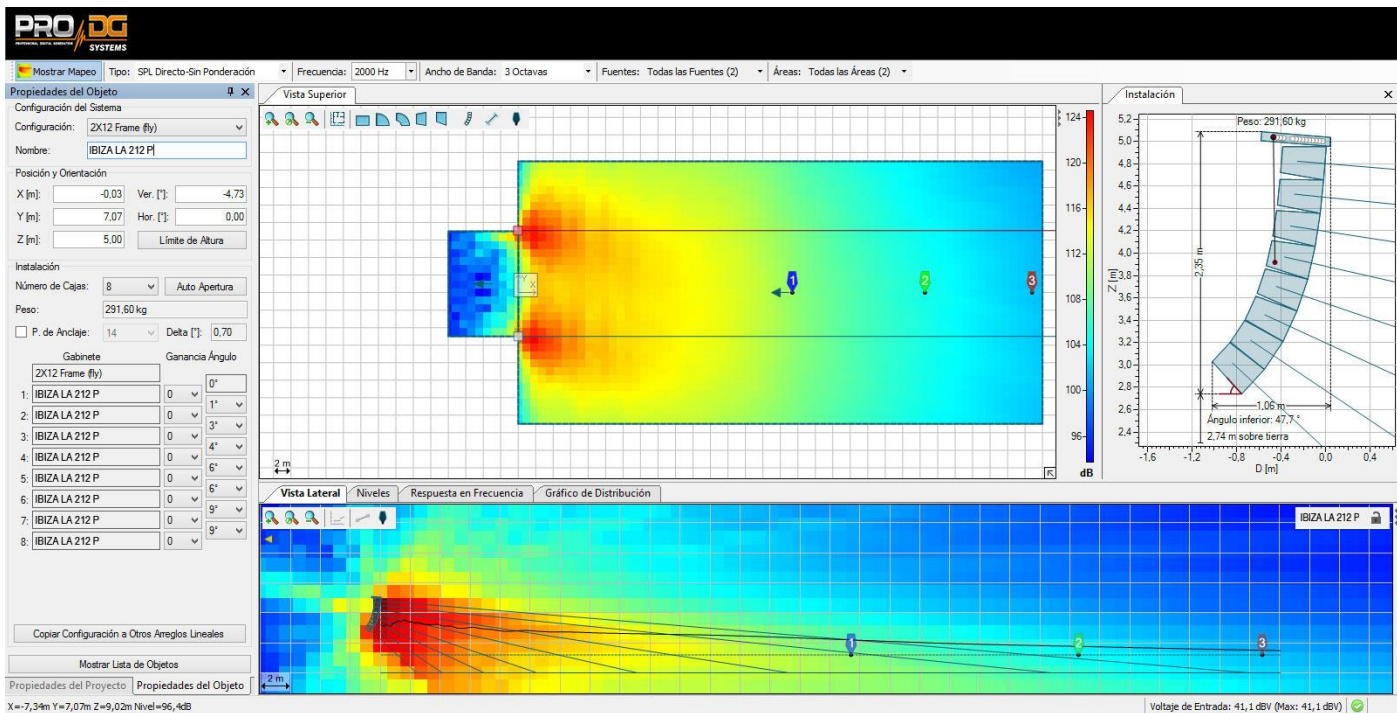 PRO DG
PROFESSIONAL DIGITAL GENERATION
SYSTEMS
Mostrar Mapeo Tipo: SPL Directo-Sin Ponderación Frecuencia: 2000 Hz Ancho de Banda: 3 Octavas Fuentes: Todas las Fuentes (2) Áreas: Todas las Áreas (2)
Propiedades del Objeto
Configuración del Sistema
Configuración: 2X12 Frame (fly)
Nombre: IBIZA LA 212 P
Posición y Orientación
X [m]: -0,03 Ver. [°]: -4,73
Y [m]: 7,07 Hor. [°]: 0,00
Z [m]: 5,00 Límite de Altura
Instalación
Número de Cajas: 8 Auto Apertura
Peso: 291,60 kg
P. de Anclaje: 14 Delta [°]: 0,70
Gabinete Ganancia Ángulo
2X12 Frame (fly)
0°
1: IBIZA LA 212 P 0
1°
2: IBIZA LA 212 P 0
3°
3: IBIZA LA 212 P 0
4°
4: IBIZA LA 212 P 0
6°
5: IBIZA LA 212 P 0
6°
6: IBIZA LA 212 P 0
9°
7: IBIZA LA 212 P 0
9°
8: IBIZA LA 212 P 0
Copiar Configuración a Otros Arreglos Lineales
Mostrar Lista de Objetos
Propiedades del Proyecto Propiedades del Objeto
Vista Superior
Y
X
1
2
3
2 m
124
120
116
112
108
104
100
96
dB
Instalación
Peso: 291,60 kg
5,2
5,0
4,8
4,6
4,4
4,2
4,0
3,8
3,6
3,4
3,2
3,0
2,8
2,6
2,4
Z [m]
2,35 m
1,06 m
Ángulo inferior: 47,7 °
2,74 m sobre tierra
-1,6 -1,2 -0,8 -0,4 0,0 0,4
D [m]
Vista Lateral Niveles Respuesta en Frecuencia Gráfico de Distribución
IBIZA LA 212 P
1
2
3
2 m
X=-7,34m Y=7,07m Z=9,02m Nivel=96,4dB
Voltaje de Entrada: 41,1 dBV (Max: 41,1 dBV)